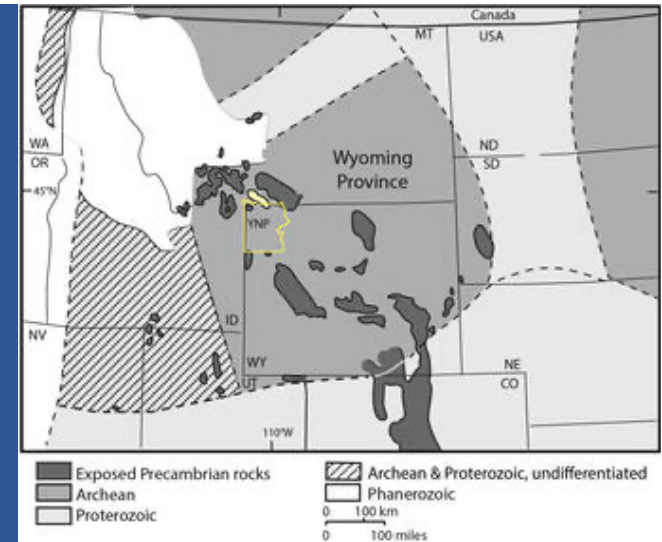 Canada
MT
USA
WA
OR
ND
SD
45°N
Wyoming
Province
YNP
ID
NV
WY
UT
NE
CO
110°W
Exposed Precambrian rocks
Archean
Proterozoic
Archean & Proterozoic, undifferentiated
Phanerozoic
0 100 km
0 100 miles